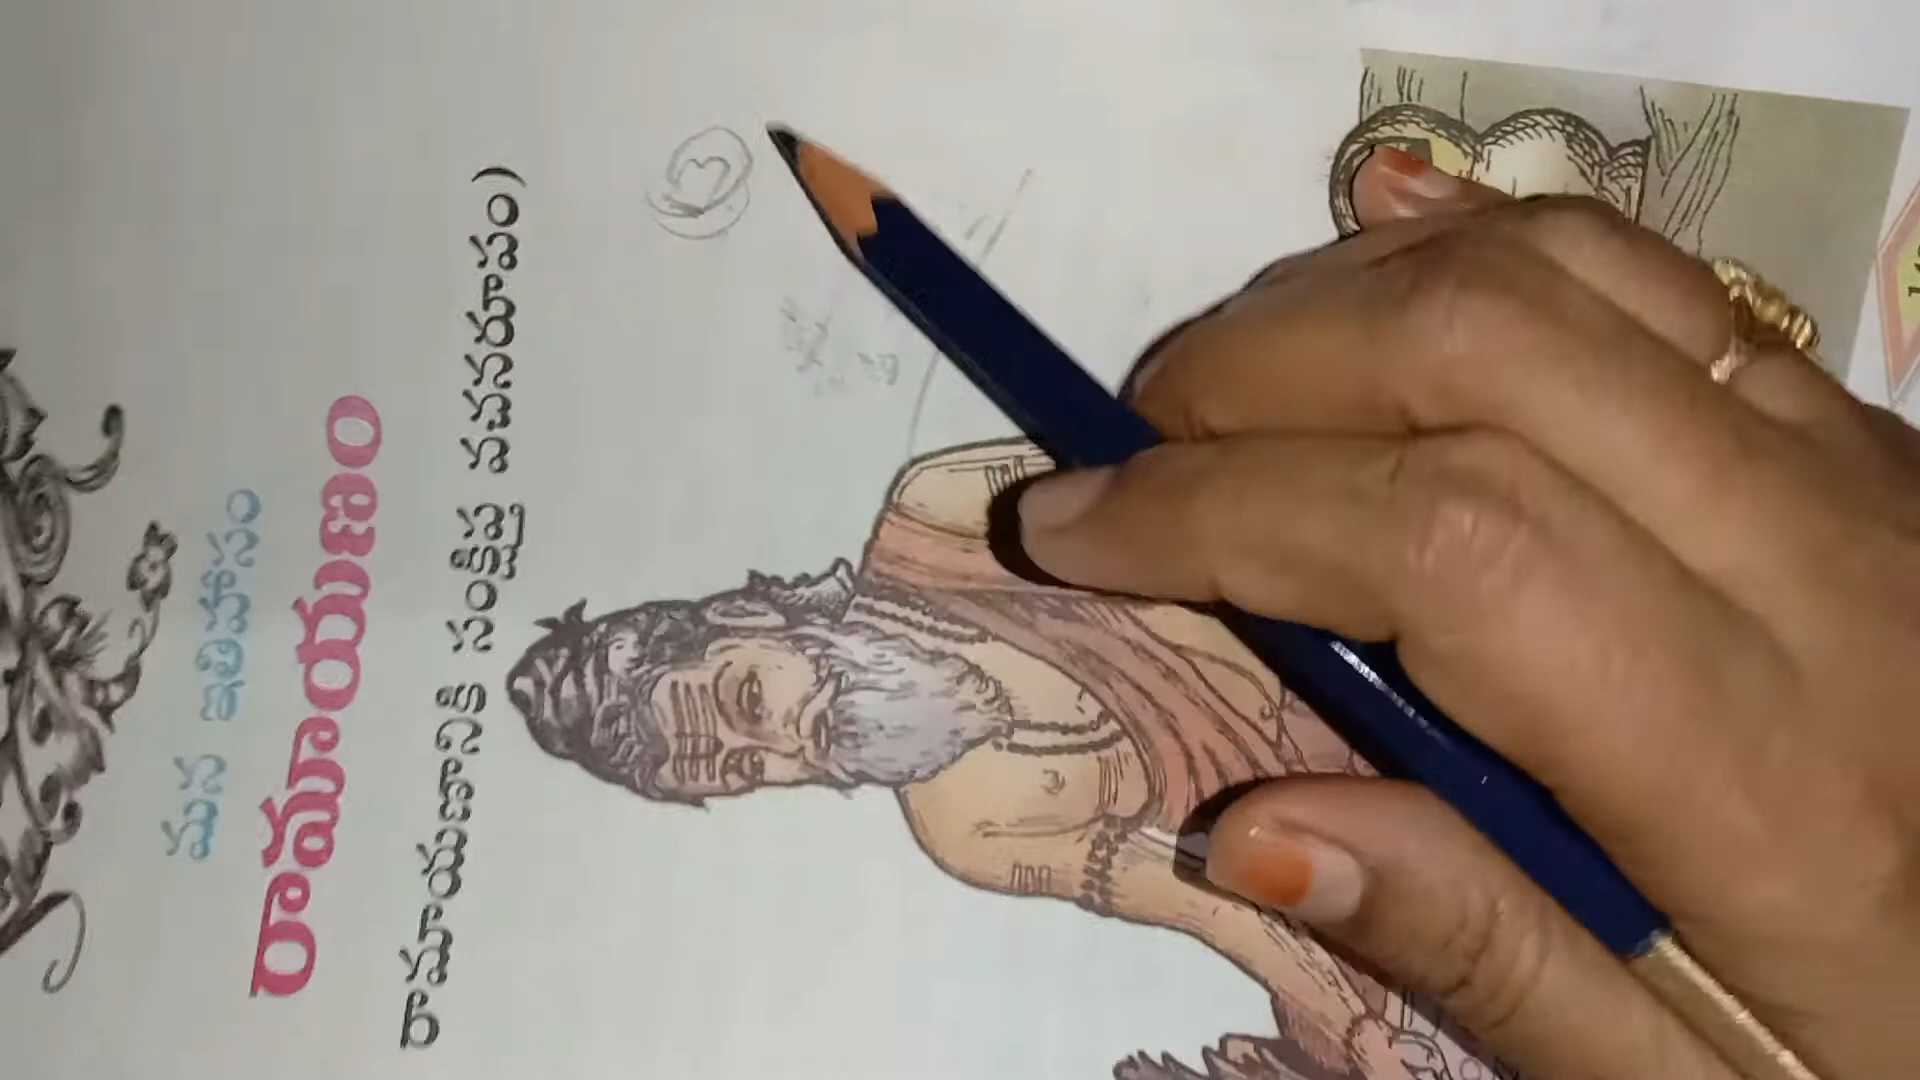 మన ఇతిహాసం
రామాయణం
రామాయణానికి సంక్షిప్త వచనరూపం)